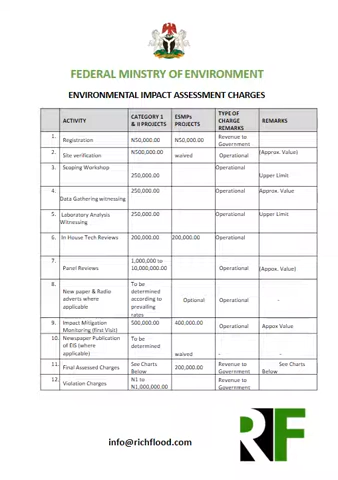 FEDERAL MINSTRY OF ENVIRONMENT
ENVIRONMENTAL IMPACT ASSESSMENT CHARGES
ACTIVITY CATEGORY 1 & II PROJECTS ESMPs PROJECTS TYPE OF CHARGE REMARKS REMARKS
1. Registration N50,000.00 N50,000.00 Revenue to Government
2. Site verification N500,000.00 waived Operational (Approx. Value)
3. Scoping Workshop 250,000.00 Operational Upper Limit
4. Data Gathering witnessing 250,000.00 Operational Approx. Value
5. Laboratory Analysis Witnessing 250,000.00 Operational Upper Limit
6. In House Tech Reviews 200,000.00 200,000.00 Operational
7. Panel Reviews 1,000,000 to 10,000,000.00 Operational (Appox. Value)
8. New paper & Radio adverts where applicable To be determined according to prevailing rates Optional Operational -
9. Impact Mitigation Monitoring (first Visit) 500,000.00 400,000.00 Operational Appox Value
10. Newspaper Publication of EIS (where applicable) To be determined waived - -
11. Final Assessed Charges See Charts Below 200,000.00 Revenue to Government See Charts Below
12. Violation Charges N1 to N1,000,000.00 Revenue to Government
RF
info@richflood.com